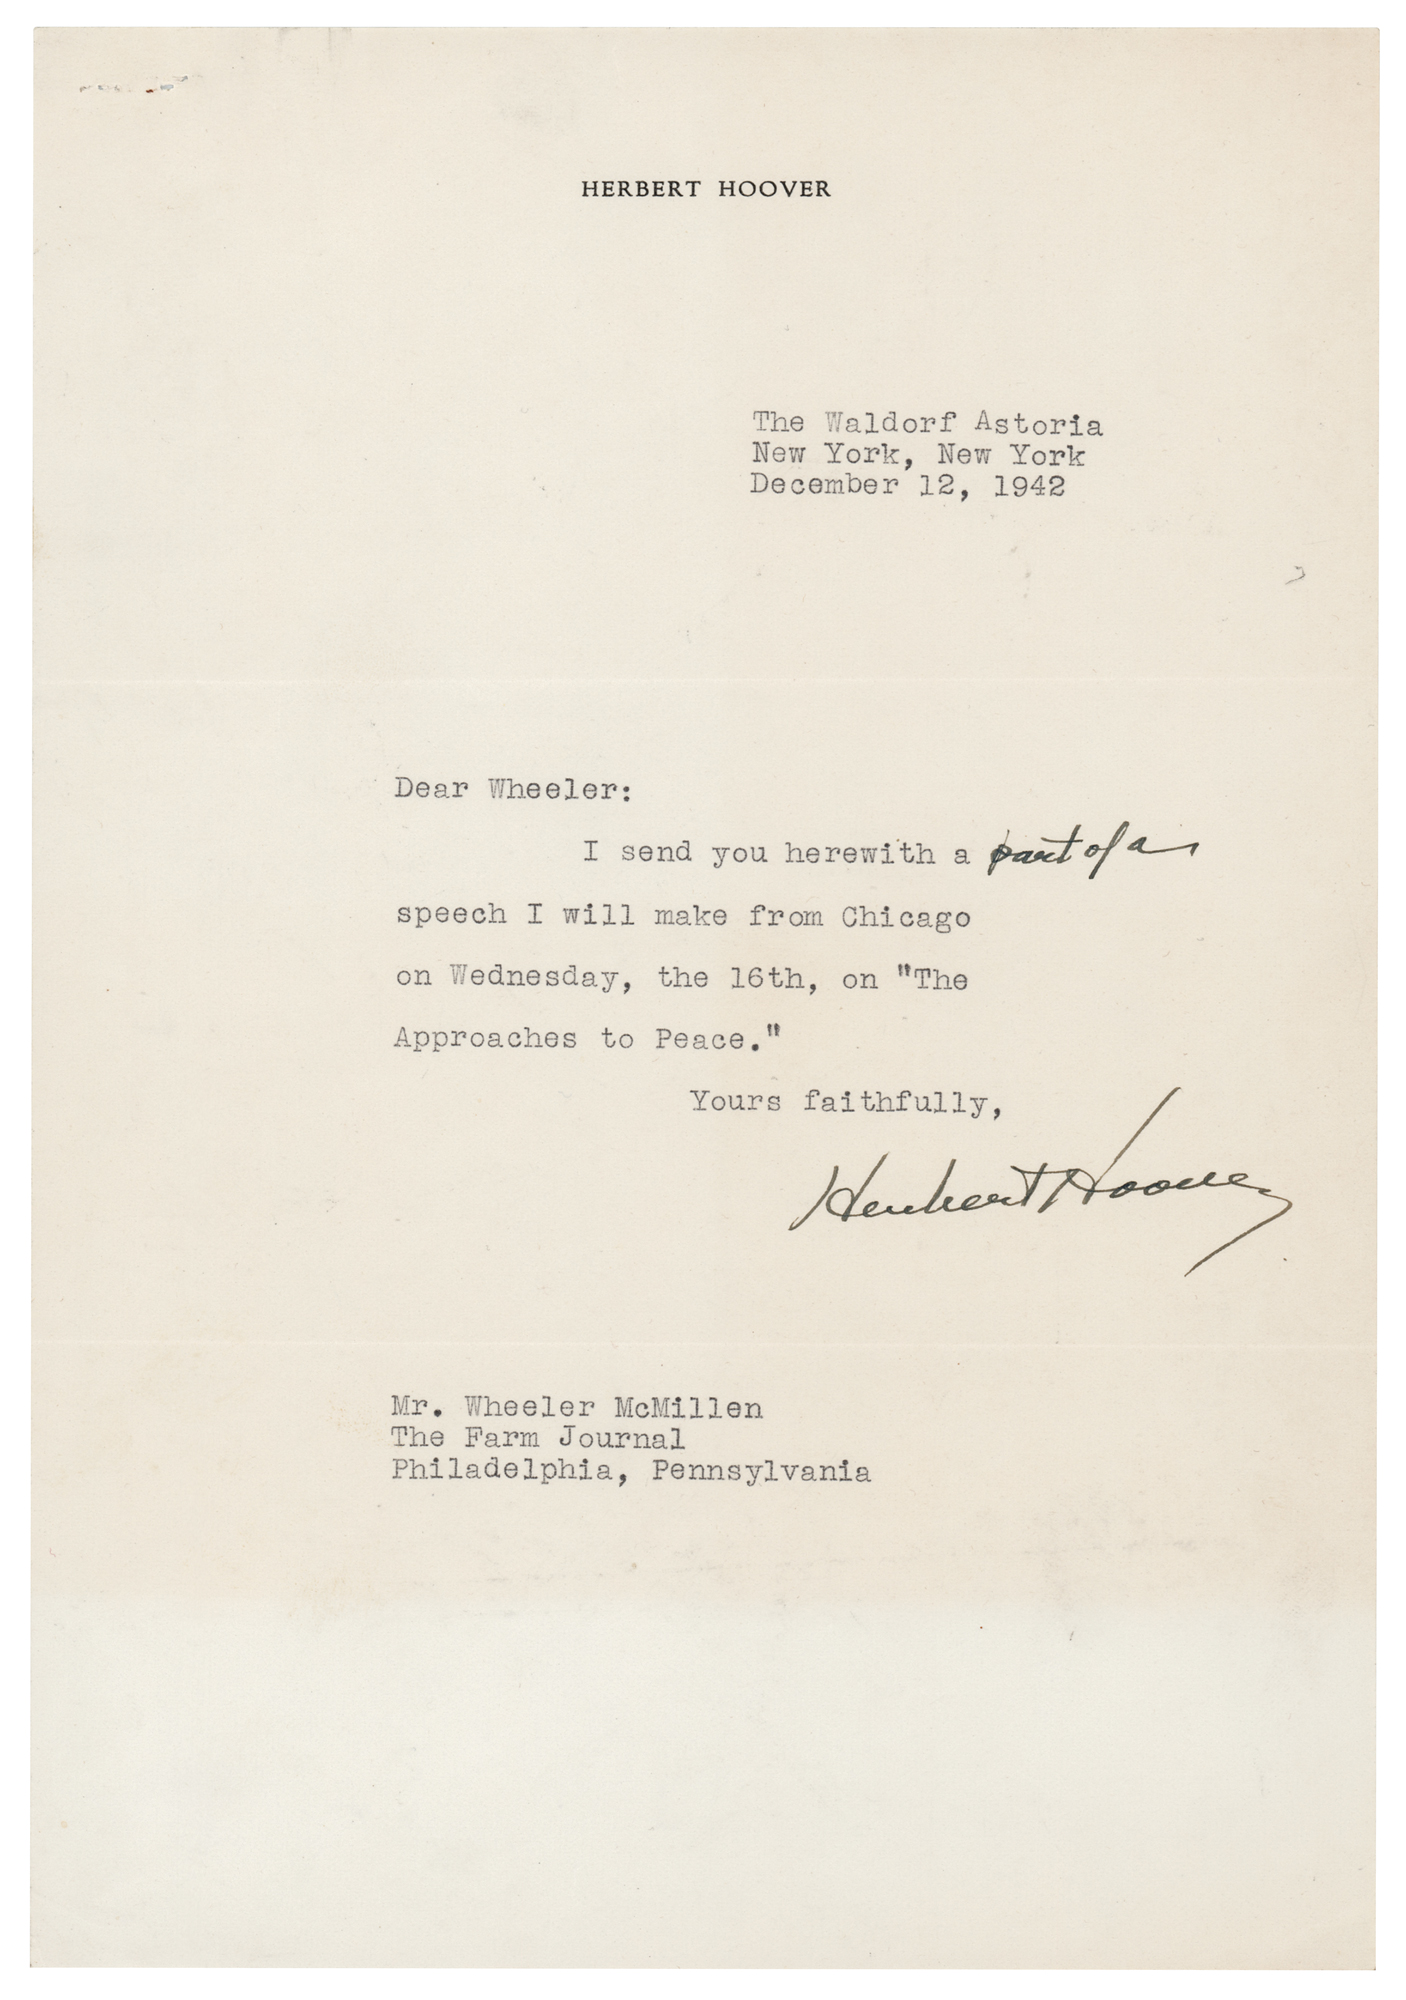 HERBERT HOOVER
The Waldorf Astoria
New York, New York
December 12, 1942
Dear Wheeler:
I send you herewith a part of a
speech I will make from Chicago
on Wednesday, the 16th, on "The
Approaches to Peace."
Yours faithfully,
Herbert Hoover
Mr. Wheeler McMillen
The Farm Journal
Philadelphia, Pennsylvania